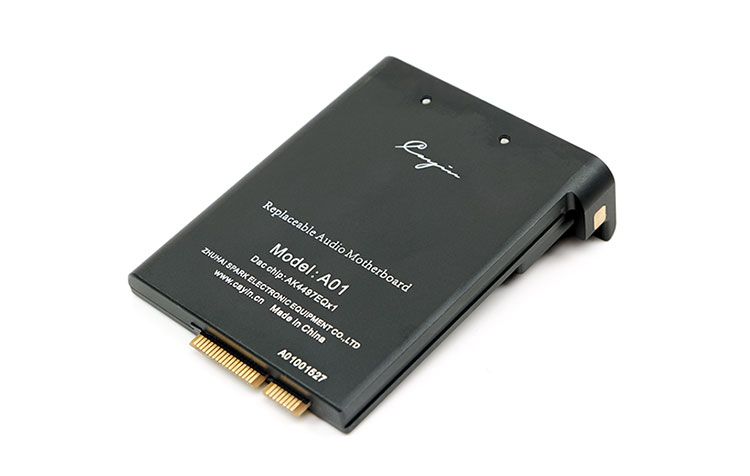 Cayin
Replaceable Audio Motherboard
Model: A01
Dac chip: AK4497EQx1
ZHUHAI SPARK ELECTRONIC EQUIPMENT CO.,LTD
www.cayin.cn
Made in China
A01001527